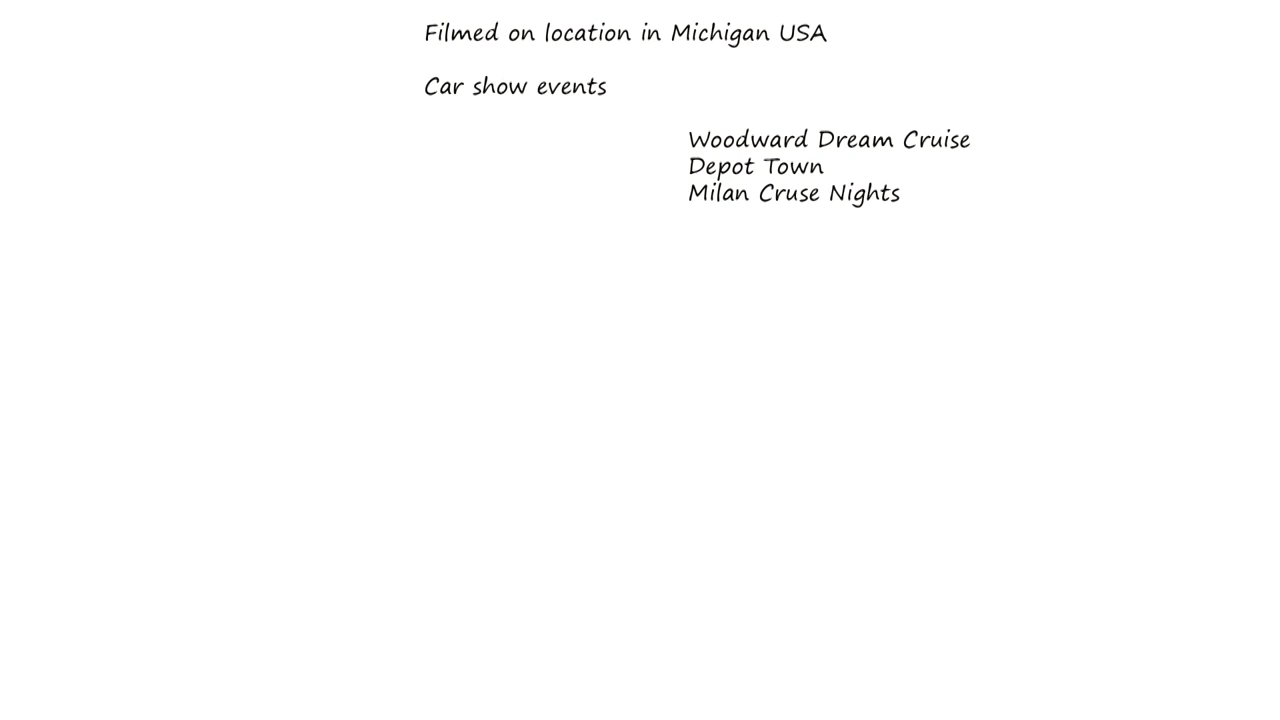 Filmed on location in Michigan USA
Car show events
Woodward Dream Cruise
Depot Town
Milan Cruse Nights